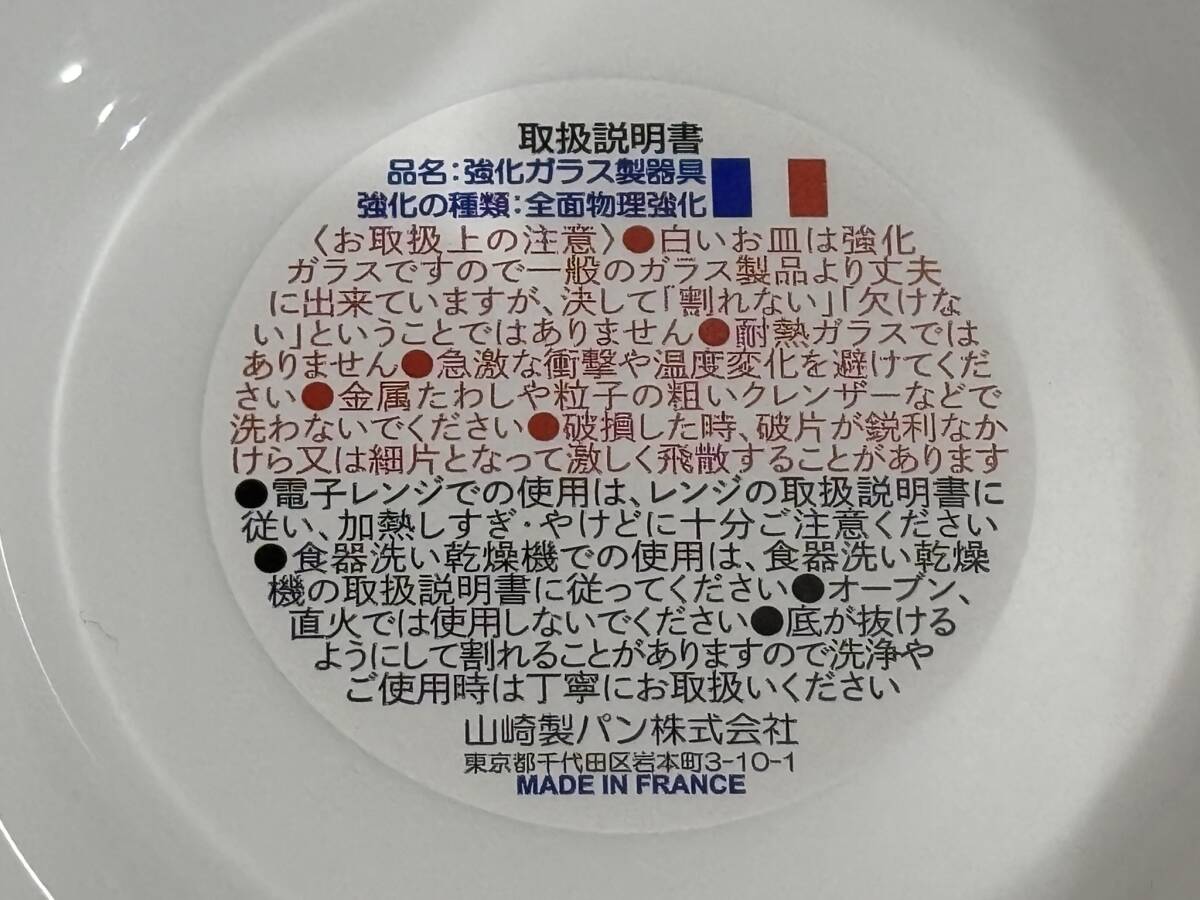 取扱説明書
品名:強化ガラス製器具
強化の種類:全面物理強化
〈お取扱上の注意〉●白いお皿は強化
ガラスですので一般のガラス製品より丈夫
に出来ていますが、決して「割れない」「欠けな
い」ということではありません●耐熱ガラスでは
ありません●急激な衝撃や温度変化を避けてくだ
さい●金属たわしや粒子の粗いクレンザーなどで
洗わないでください●破損した時、破片が鋭利なか
けら又は細片となって激しく飛散することがあります
●電子レンジでの使用は、レンジの取扱説明書に
従い、加熱しすぎ・やけどに十分ご注意ください
●食器洗い乾燥機での使用は、食器洗い乾燥
機の取扱説明書に従ってください●オーブン、
直火では使用しないでください●底が抜ける
ようにして割れることがありますので洗浄や
ご使用時は丁寧にお取扱いください
山崎製パン株式会社
東京都千代田区岩本町3-10-1
MADE IN FRANCE